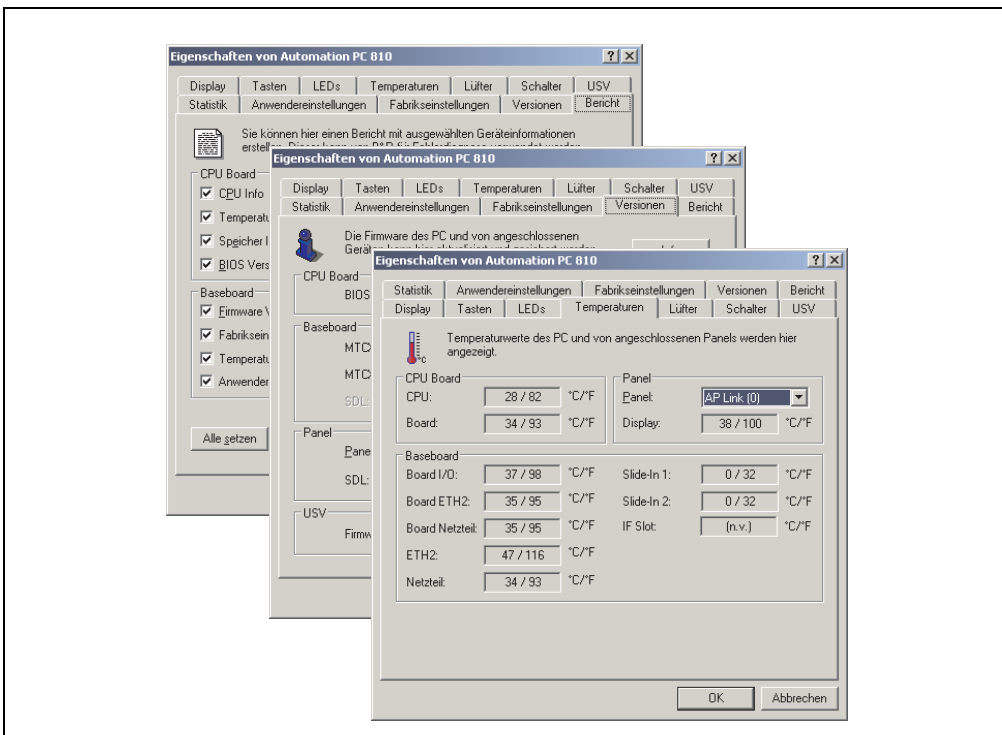 Eigenschaften von Automation PC 810
Display Tasten LEDs Temperaturen Lüfter Schalter USV
Statistik Anwendereinstellungen Fabrikseinstellungen Versionen Bericht
Sie können hier einen Bericht mit ausgewählten Geräteinformationen
CPU Board
CPU Info
BIOS
Baseboard
Firmware
Alle setzen
Eigenschaften von Automation PC 810
Display Tasten LEDs Temperaturen Lüfter Schalter USV
Statistik Anwendereinstellungen Fabrikseinstellungen Versionen Bericht
Die Firmware des PC und von angeschlossenen
CPU Board
BIOS
Baseboard
SDL:
Panel
SDL:
USV
Eigenschaften von Automation PC 810
Statistik Anwendereinstellungen Fabrikseinstellungen Versionen Bericht
Display Tasten LEDs Temperaturen Lüfter Schalter USV
Temperaturwerte des PC und von angeschlossenen Panels werden hier
angezeigt.
CPU Board Panel
CPU: 28 / 82 °C/°F Panel: AP Link (0)
Board: 34 / 93 °C/°F Display: 38 / 100 °C/°F
Baseboard
Board I/O: 37 / 98 °C/°F Slide-In 1: 0 / 32 °C/°F
Board ETH2: 35 / 95 °C/°F Slide-In 2: 0 / 32 °C/°F
Board Netzteil: 35 / 95 °C/°F IF Slot: (n.v.) °C/°F
ETH2: 47 / 116 °C/°F
Netzteil: 34 / 93 °C/°F
OK Abbrechen